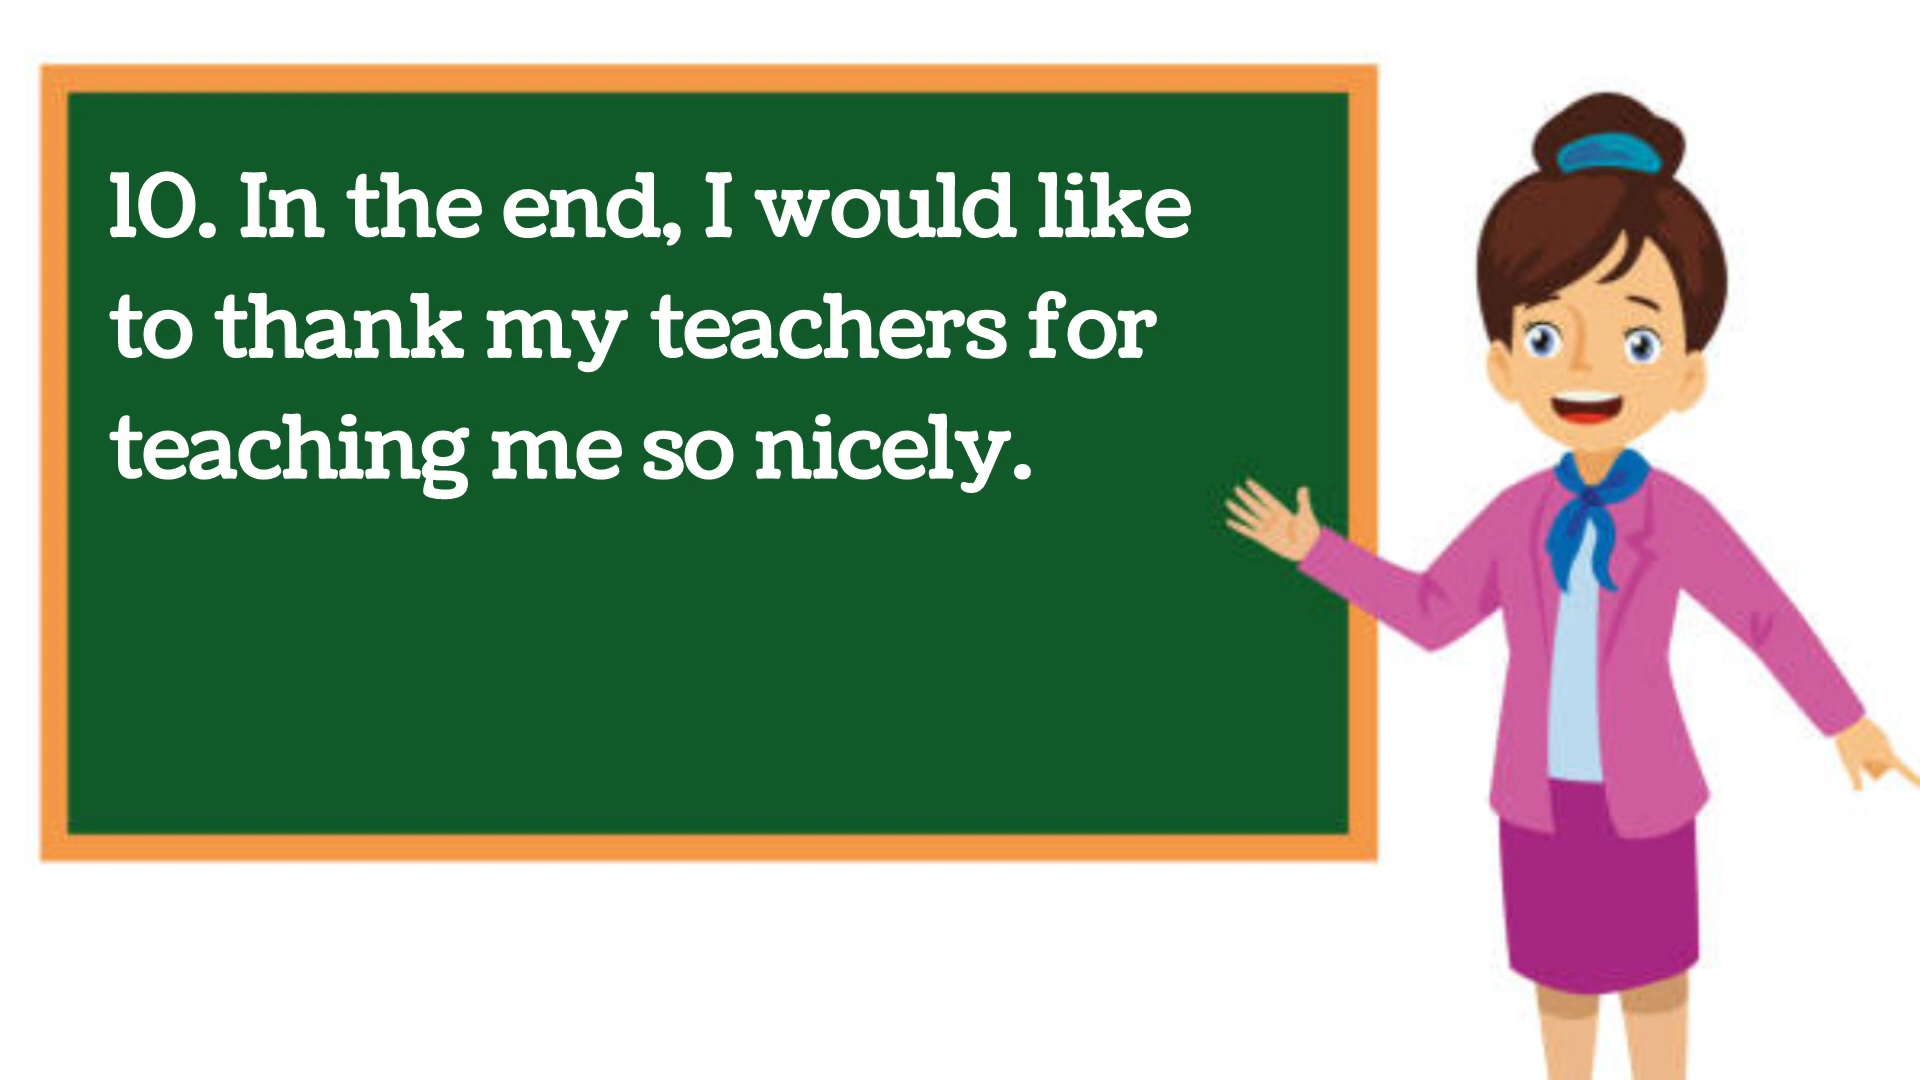 10. In the end, I would like
to thank my teachers for
teaching me so nicely.